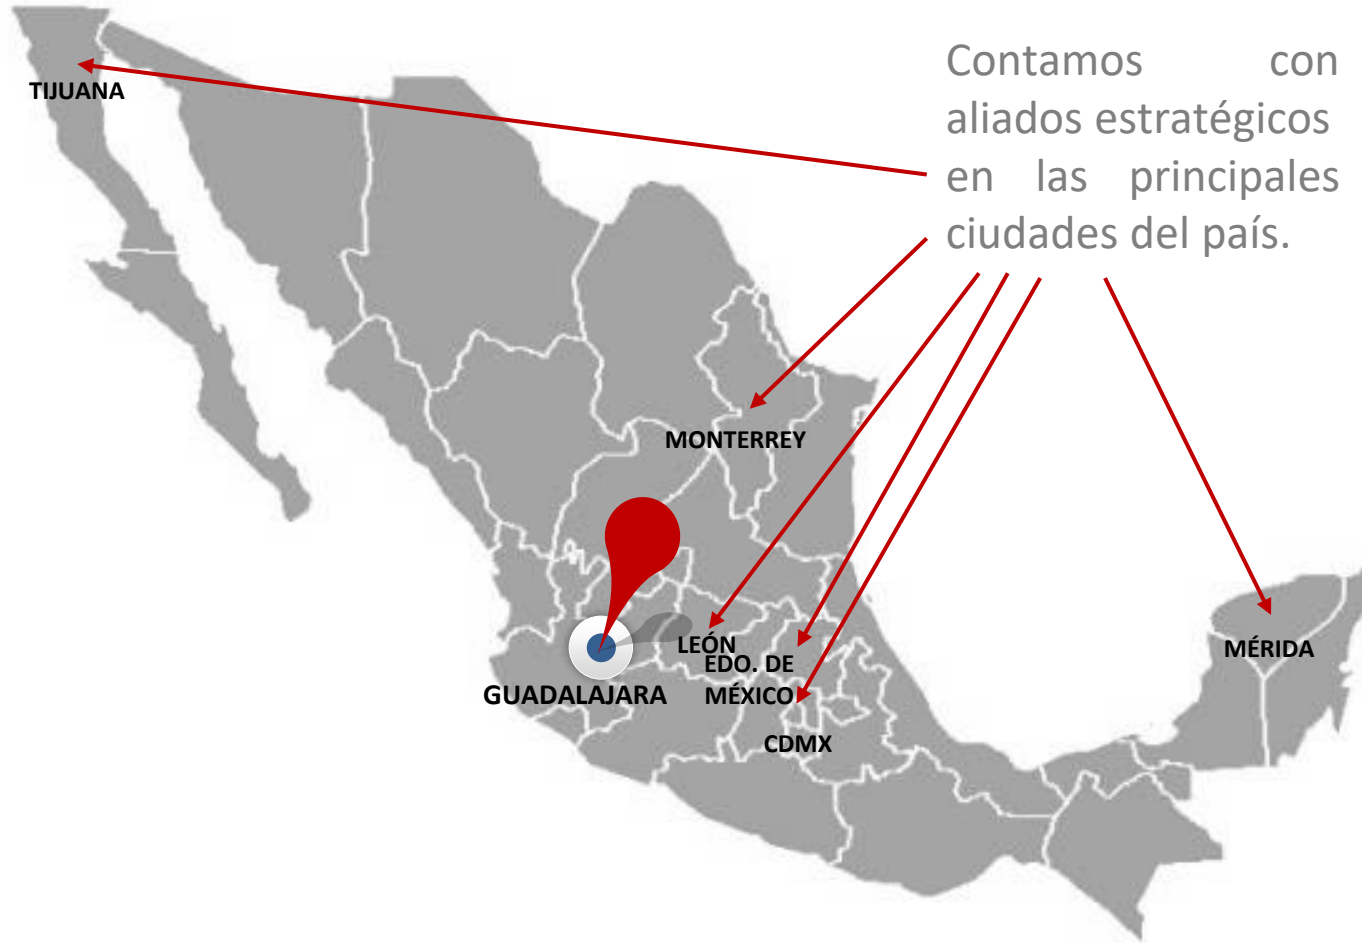 Contamos con
aliados estratégicos
en las principales
ciudades del país.
TIJUANA
MONTERREY
LEÓN
EDO. DE
MÉXICO
MÉRIDA
GUADALAJARA
CDMX